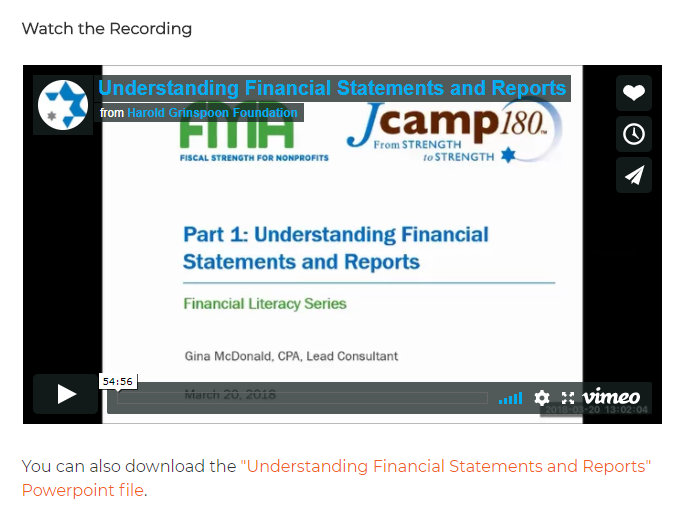 Watch the Recording
Understanding Financial Statements and Reports
from Harold Grinspoon Foundation
FMA
FISCAL STRENGTH FOR NONPROFITS
Jcamp180
From STRENGTH
to STRENGTH
Part 1: Understanding Financial
Statements and Reports
Financial Literacy Series
Gina McDonald, CPA, Lead Consultant
54:56
March 20, 2018
vimeo
2018-03-20 13:02:04
You can also download the "Understanding Financial Statements and Reports"
Powerpoint file.